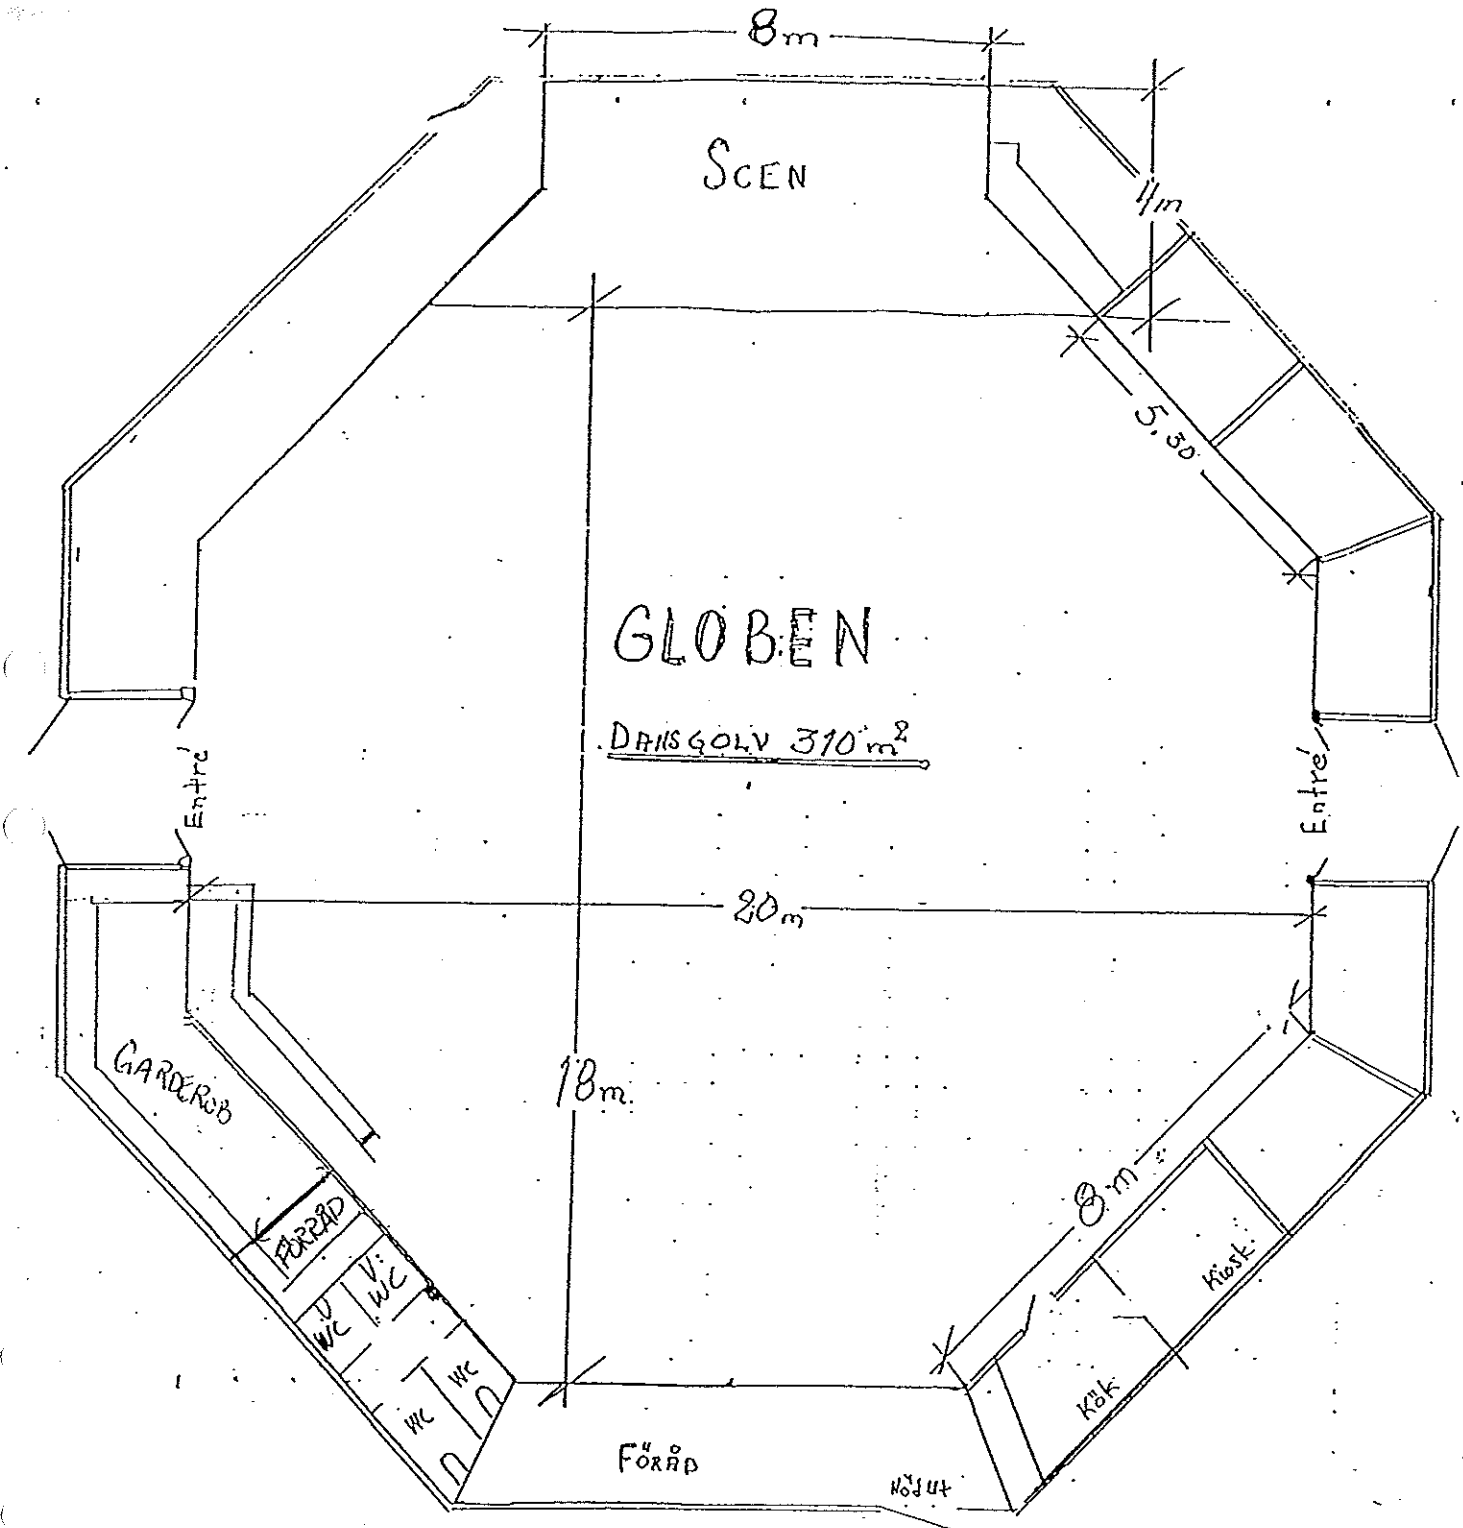 8m
SCEN
4m
5,30
GLOBEN
DANSGOLV 310 m²
Entré
Entré
20m
18m.
GARDEROB
8m
FÖRRÅD
V:
WC
WC
Kiosk
WC
WC
Kök
FÖRÅD
Nödut